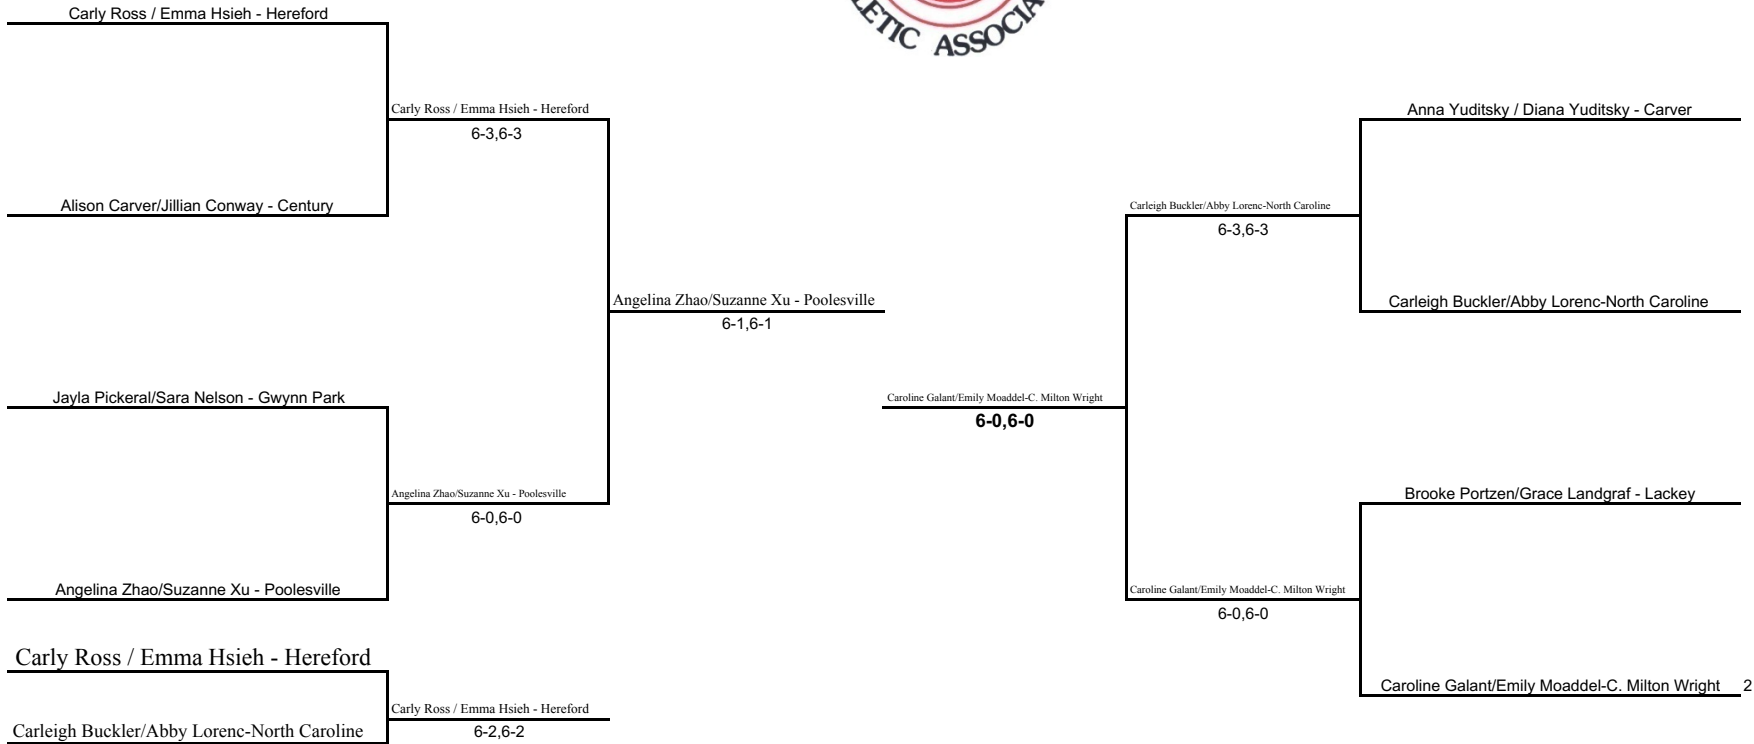 Carly Ross / Emma Hsieh - Hereford
Carly Ross / Emma Hsieh - Hereford
6-3,6-3
Alison Carver/Jillian Conway - Century
Angelina Zhao/Suzanne Xu - Poolesville
6-1,6-1
Jayla Pickeral/Sara Nelson - Gwynn Park
Angelina Zhao/Suzanne Xu - Poolesville
6-0,6-0
Angelina Zhao/Suzanne Xu - Poolesville
Carly Ross / Emma Hsieh - Hereford
Carly Ross / Emma Hsieh - Hereford
6-2,6-2
Carleigh Buckler/Abby Lorenc-North Caroline
ASSOCIA
Anna Yuditsky / Diana Yuditsky - Carver
Carleigh Buckler/Abby Lorenc-North Caroline
6-3,6-3
Carleigh Buckler/Abby Lorenc-North Caroline
Caroline Galant/Emily Moaddel-C. Milton Wright
6-0,6-0
Brooke Portzen/Grace Landgraf - Lackey
Caroline Galant/Emily Moaddel-C. Milton Wright
6-0,6-0
Caroline Galant/Emily Moaddel-C. Milton Wright 2